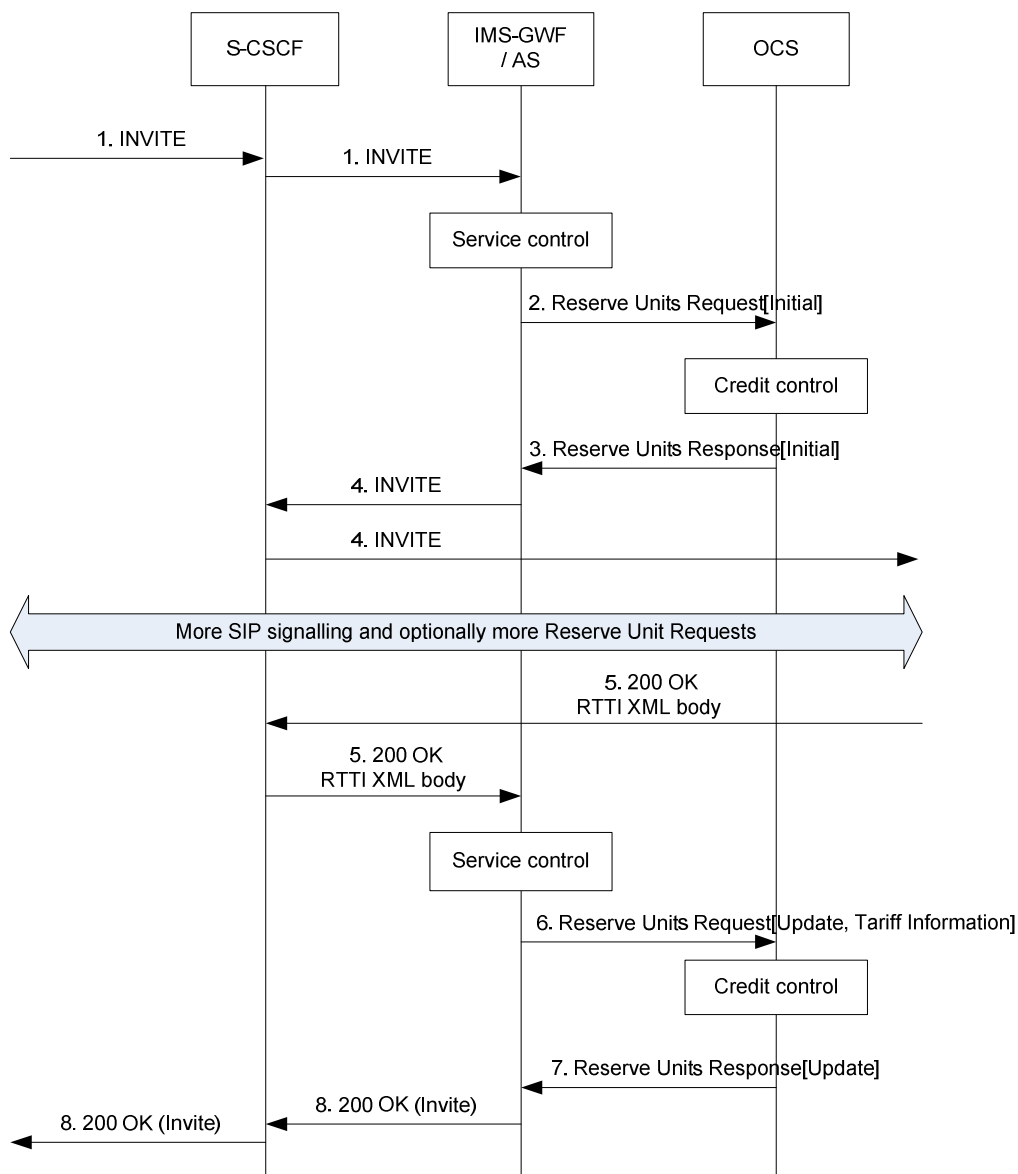 S-CSCF
IMS-GWF
/ AS
OCS
1. INVITE
1. INVITE
Service control
2. Reserve Units Request[Initial]
Credit control
3. Reserve Units Response[Initial]
4. INVITE
4. INVITE
More SIP signalling and optionally more Reserve Unit Requests
5. 200 OK
RTTI XML body
5. 200 OK
RTTI XML body
Service control
6. Reserve Units Request[Update, Tariff Information]
Credit control
7. Reserve Units Response[Update]
8. 200 OK (Invite)
8. 200 OK (Invite)